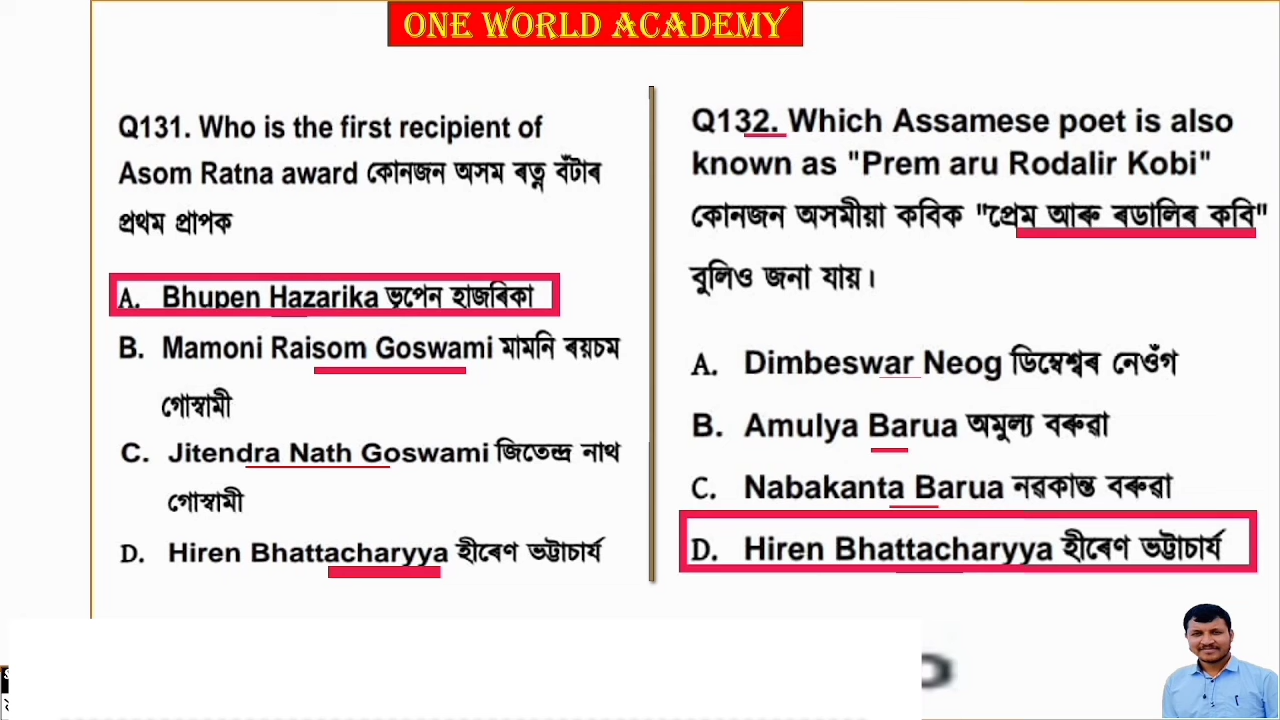 ONE WORLD ACADEMY
Q131. Who is the first recipient of
Asom Ratna award কোনজন অসম ৰত্ন বঁটাৰ
প্ৰথম প্ৰাপক
A. Bhupen Hazarika ভূপেন হাজৰিকা
B. Mamoni Raisom Goswami মামনি ৰয়চম
গোস্বামী
C. Jitendra Nath Goswami জিতেন্দ্ৰ নাথ
গোস্বামী
D. Hiren Bhattacharyya হীৰেণ ভট্টাচাৰ্য
Q132. Which Assamese poet is also
known as "Prem aru Rodalir Kobi"
কোনজন অসমীয়া কবিক "প্ৰেম আৰু ৰডালিৰ কবি"
বুলিও জনা যায়।
A. Dimbeswar Neog ডিম্বেশ্বৰ নেওঁগ
B. Amulya Barua অমুল্য বৰুৱা
C. Nabakanta Barua নৱকান্ত বৰুৱা
D. Hiren Bhattacharyya হীৰেণ ভট্টাচাৰ্য